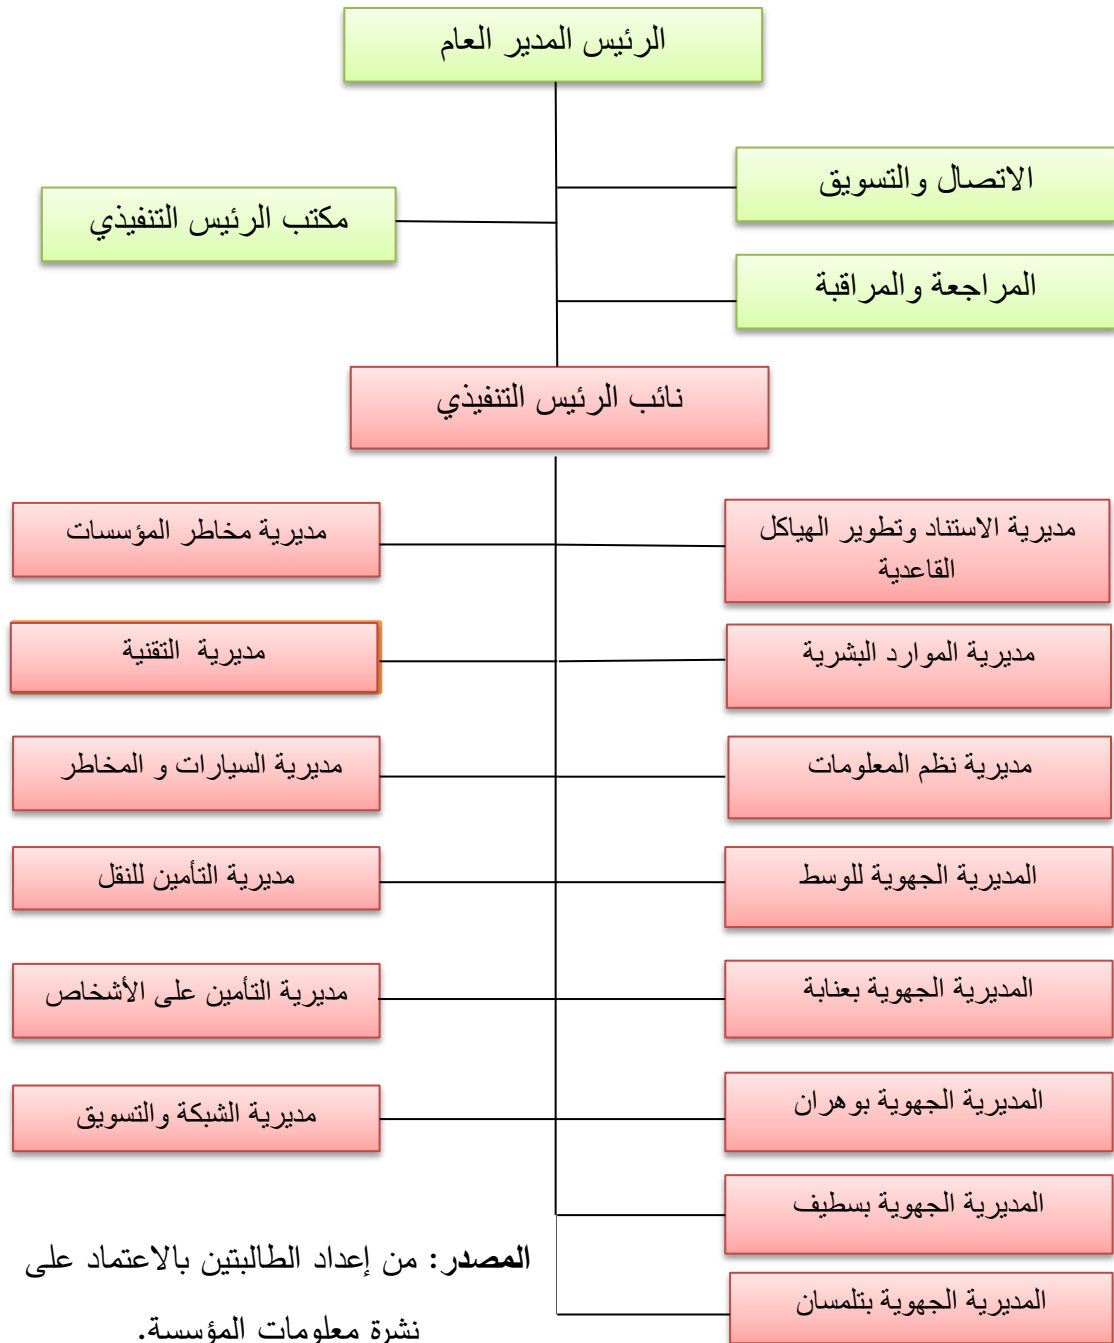 الرئيس المدير العام
الاتصال والتسويق
مكتب الرئيس التنفيذي
المراجعة والمراقبة
نائب الرئيس التنفيذي
مديرية الاستناد وتطوير الهياكل
القاعدية
مديرية مخاطر المؤسسات
مديرية الموارد البشرية
مديرية التقنية
مديرية نظم المعلومات
مديرية السيارات و المخاطر
المديرية الجهوية للوسط
مديرية التأمين للنقل
المديرية الجهوية بعنابة
مديرية التأمين على الأشخاص
المديرية الجهوية بوهران
مديرية الشبكة والتسويق
المديرية الجهوية بسطيف
المديرية الجهوية بتلمسان
المصدر: من إعداد الطالبتين بالاعتماد على
نشرة معلومات المؤسسة.